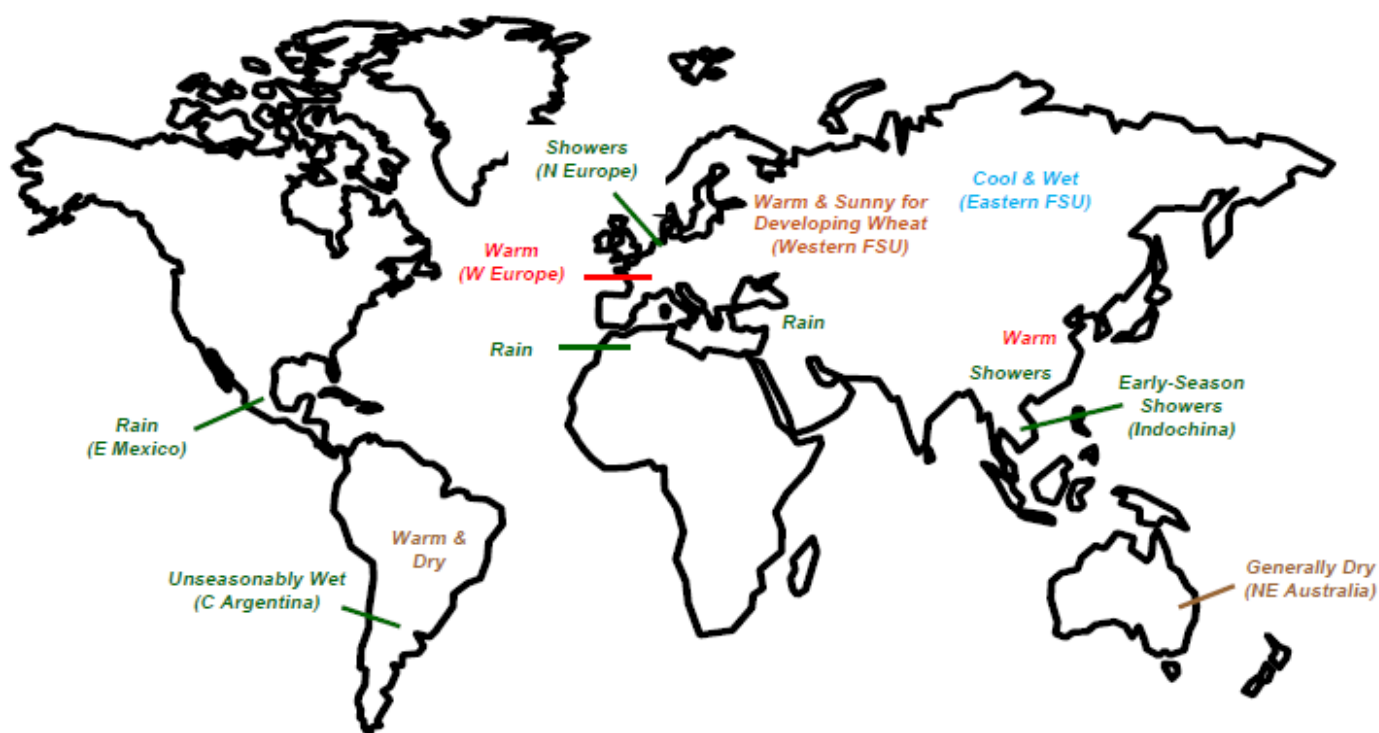 Showers
(N Europe)
Cool & Wet
(Eastern FSU)
Warm & Sunny for
Developing Wheat
(Western FSU)
Warm
(W Europe)
Rain
Rain
Warm
Showers
Early-Season
Showers
(Indochina)
Rain
(E Mexico)
Warm &
Dry
Unseasonably Wet
(C Argentina)
Generally Dry
(NE Australia)